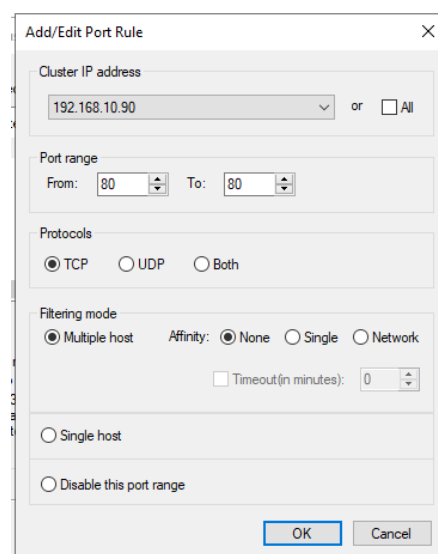 Add/Edit Port Rule
Cluster IP address
192.168.10.90 or All
Port range
From: 80 To: 80
Protocols
TCP UDP Both
Filtering mode
Multiple host Affinity: None Single Network
Timeout(in minutes): 0
Single host
Disable this port range
OK Cancel